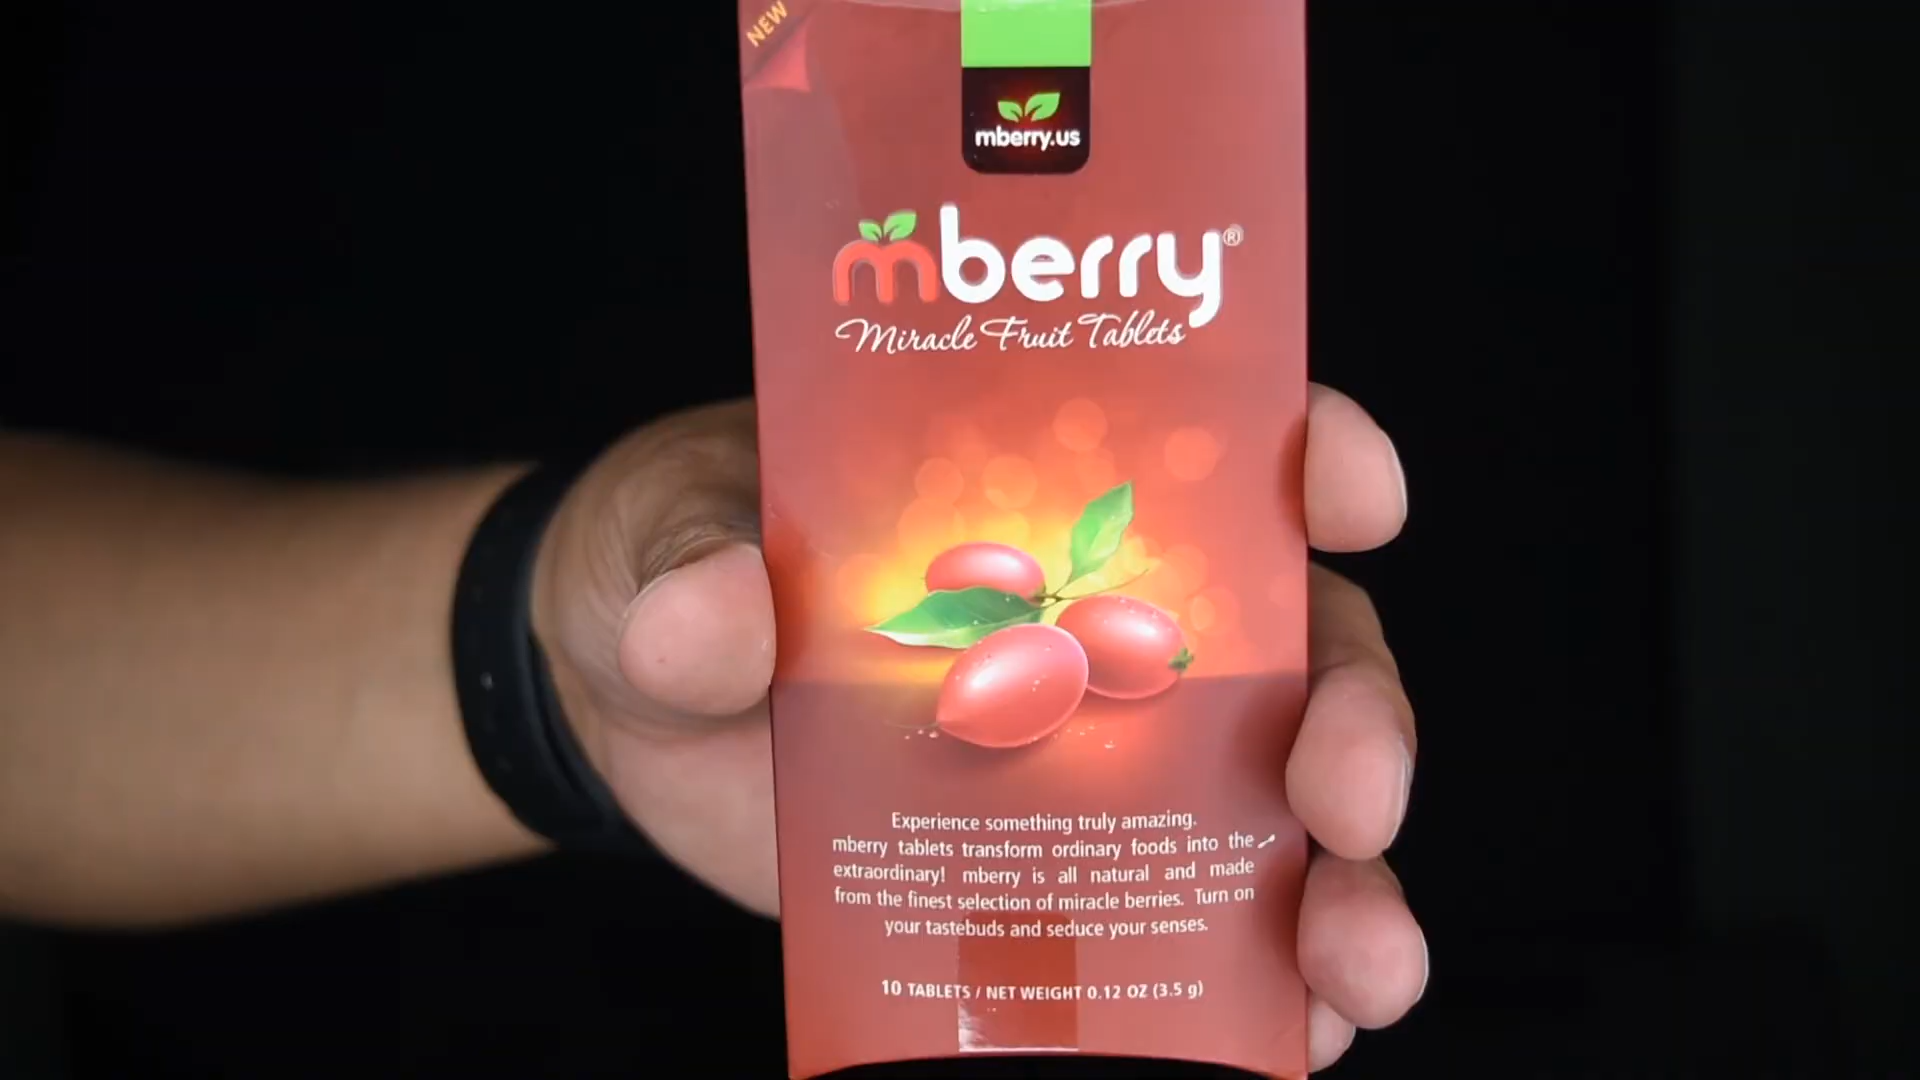 NEW
mberry.us
mberry®
Miracle Fruit Tablets
Experience something truly amazing.
mberry tablets transform ordinary foods into the
extraordinary! mberry is all natural and made
from the finest selection of miracle berries. Turn on
your tastebuds and seduce your senses.
10 TABLETS / NET WEIGHT 0.12 OZ (3.5 g)